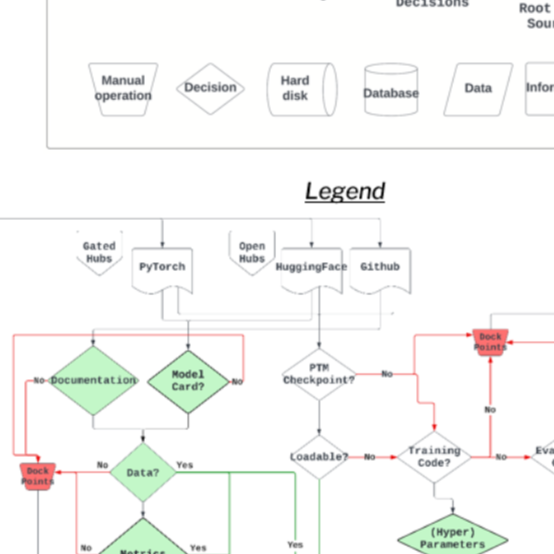 Decisions
Root
Sour
Manual
operation
Decision
Hard
disk
Database
Data
Infor
Legend
Gated
Hubs
PyTorch
Open
Hubs
HuggingFace
Github
Dock
Points
No
Documentation
Model
Card?
No
PTM
Checkpoint?
No
No
Dock
Points
No
Data?
Yes
Loadable?
No
Training
Code?
No
Eva
No
Metrics
Yes
Yes
(Hyper)
Parameters